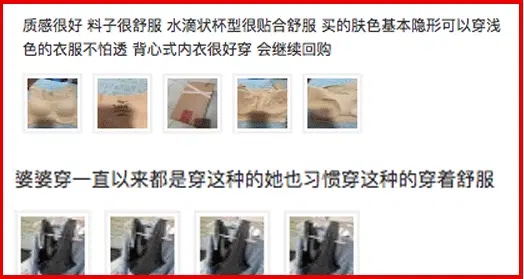 质感很好 料子很舒服 水滴状杯型很贴合舒服 买的肤色基本隐形可以穿浅
色的衣服不怕透 背心式内衣很好穿 会继续回购
婆婆穿一直以来都是穿这种的她也习惯穿这种的穿着舒服